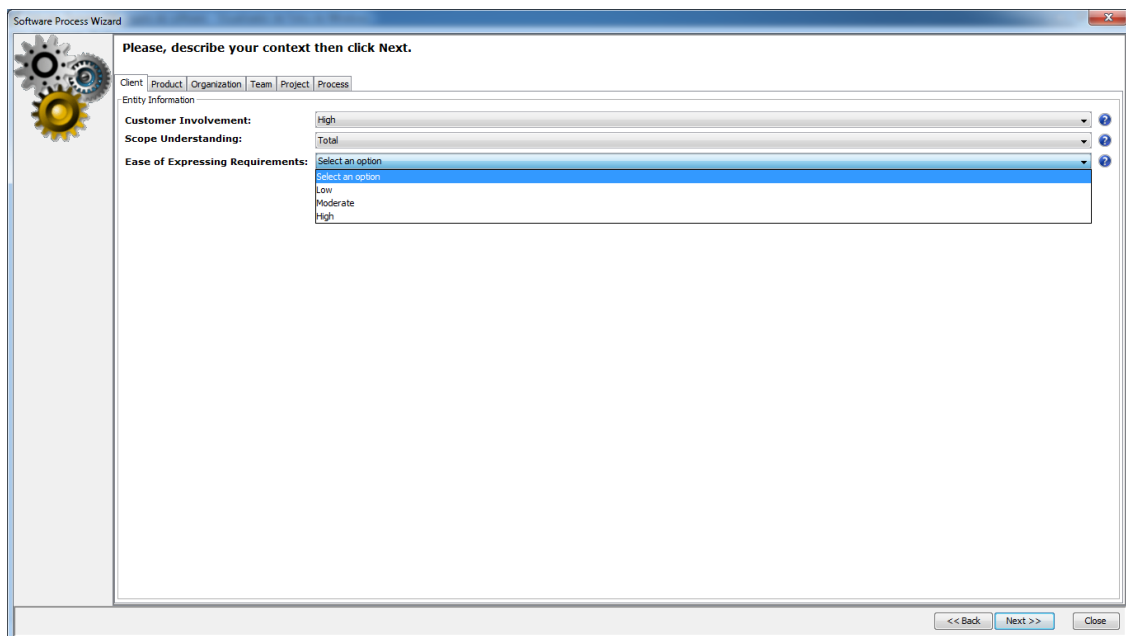 Software Process Wizard
Please, describe your context then click Next.
Client Product Organization Team Project Process
Entity Information
Customer Involvement: High
Scope Understanding: Total
Ease of Expressing Requirements: Select an option
Select an option
Low
Moderate
High
<< Back Next >> Close